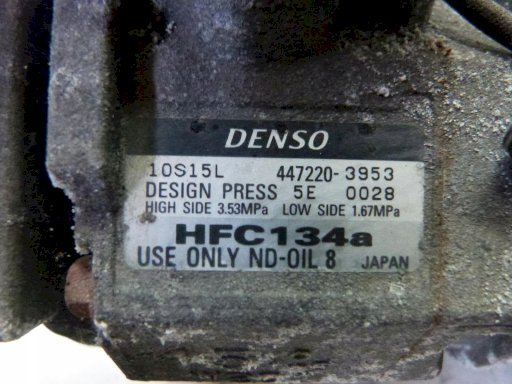 DENSO
10S15L 447220-3953
DESIGN PRESS 5E 0028
HIGH SIDE 3.53MPa LOW SIDE 1.67MPa
HFC134a
USE ONLY ND-OIL 8 JAPAN